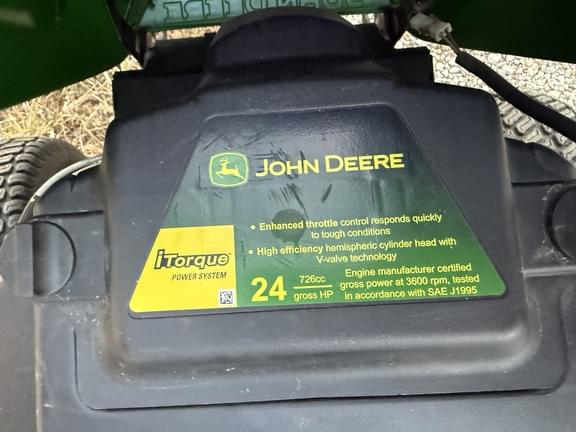 JOHN DEERE
• Enhanced throttle control responds quickly
to tough conditions
• High efficiency hemispheric cylinder head with
V-valve technology
iTorque
POWER SYSTEM
24 726cc
gross HP
Engine manufacturer certified
gross power at 3600 rpm, tested
in accordance with SAE J1995